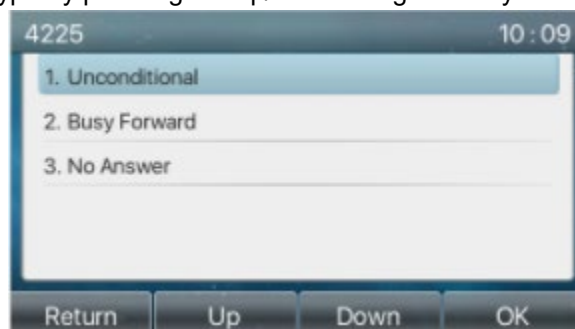 4225 10:09
1. Unconditional
2. Busy Forward
3. No Answer
Return Up Down OK